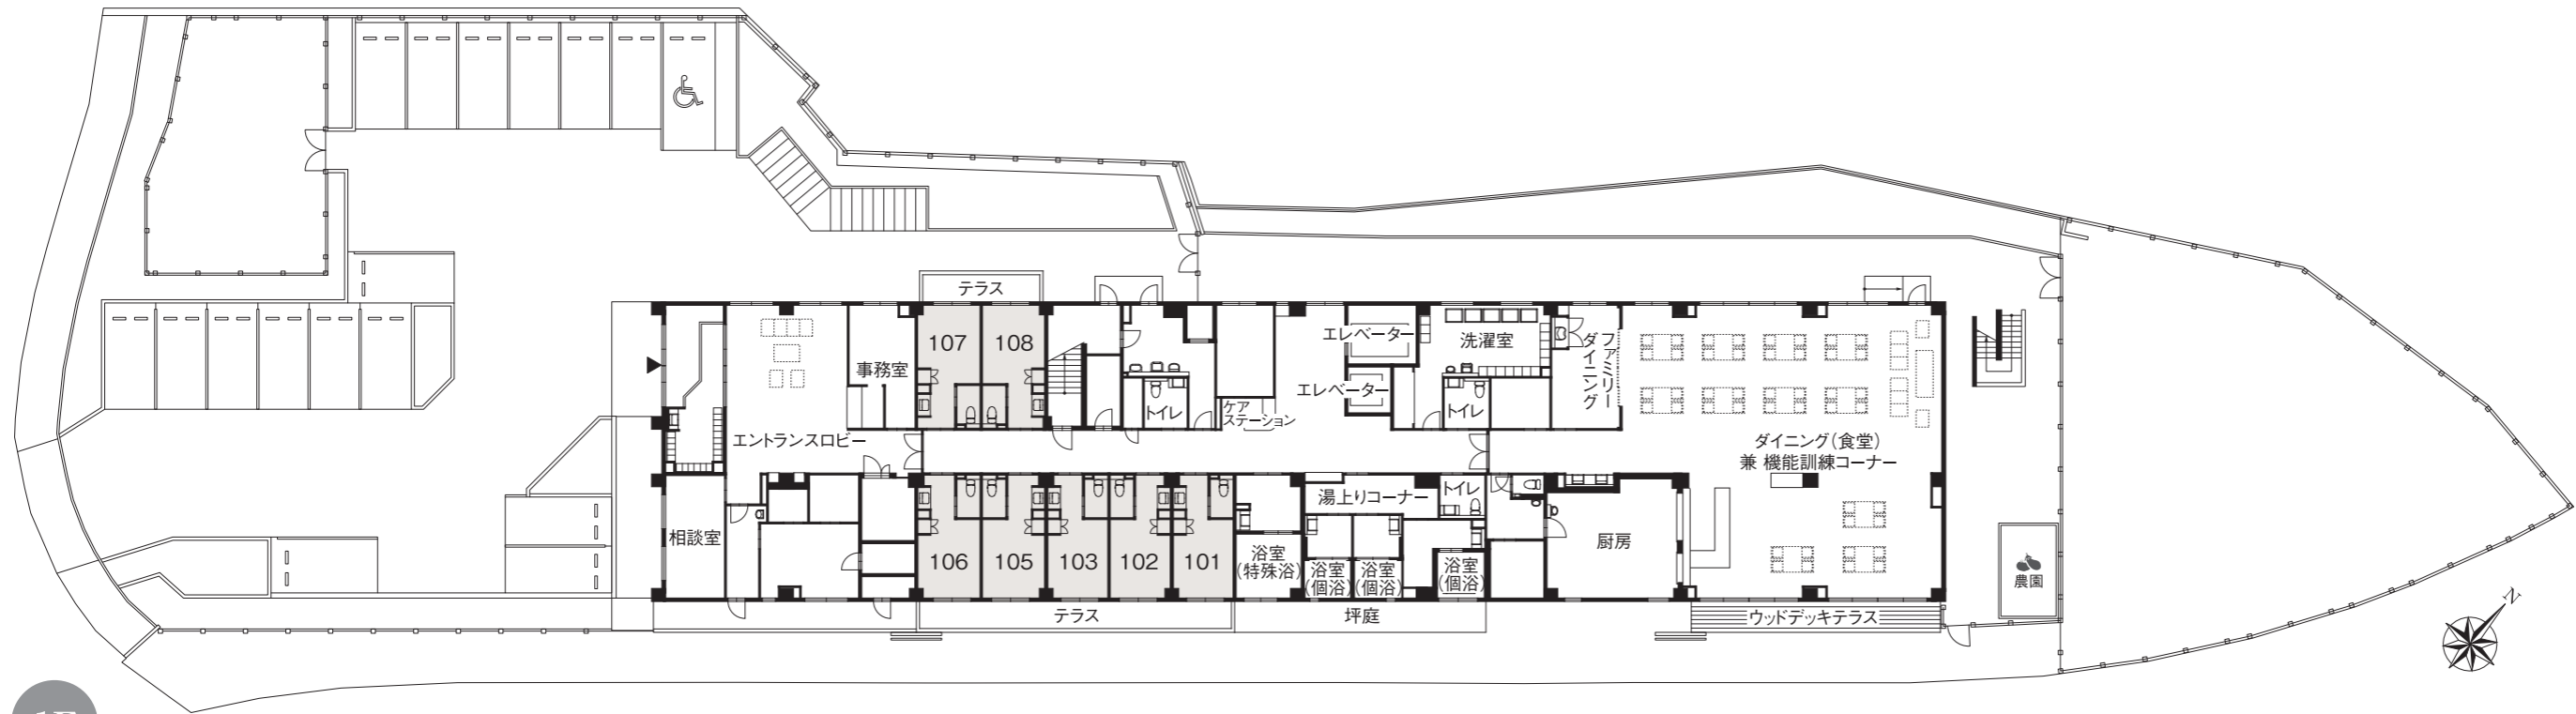 テラス
107
108
事務室
エレベーター
エレベーター
洗濯室
ファミリー
ダイニング
トイレ
ケア
ステーション
トイレ
エントランスロビー
ダイニング(食堂)
兼 機能訓練コーナー
相談室
106
105
103
102
101
浴室
(特殊浴)
湯上りコーナー
トイレ
浴室
(個浴)
浴室
(個浴)
浴室
(個浴)
厨房
農園
テラス
坪庭
ウッドデッキテラス
N